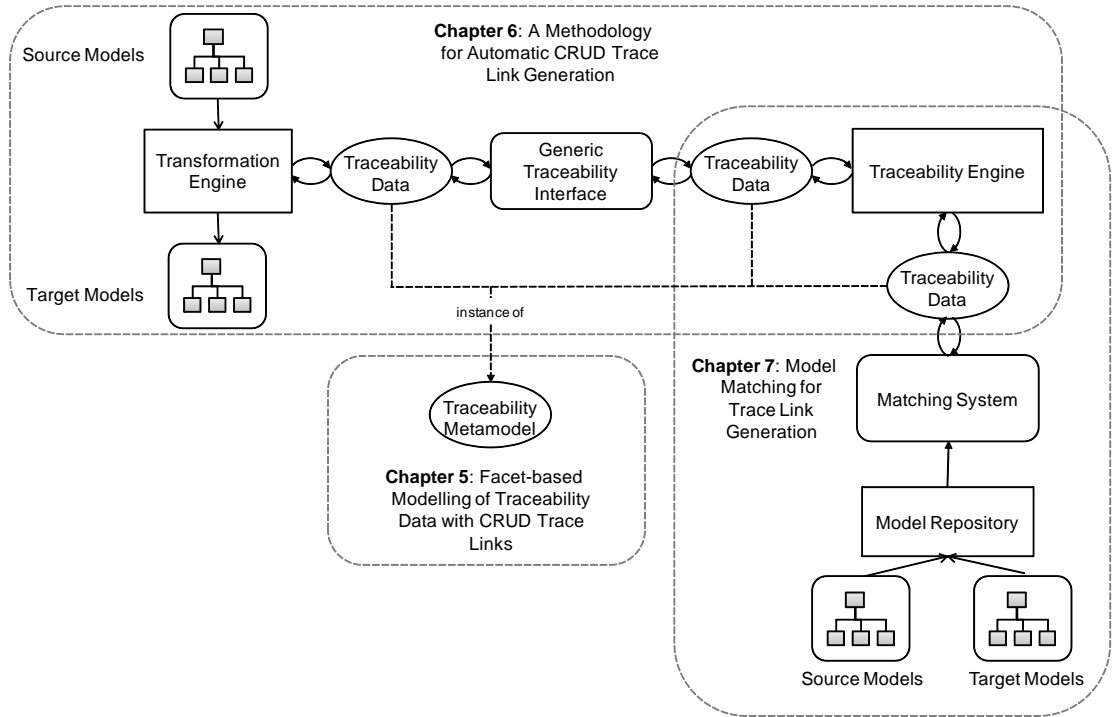 Source Models
Chapter 6: A Methodology
for Automatic CRUD Trace
Link Generation
Transformation
Engine
Traceability
Data
Generic
Traceability
Interface
Traceability
Data
Traceability Engine
Target Models
Traceability
Data
instance of
Traceability
Metamodel
Chapter 5: Facet-based
Modelling of Traceability
Data with CRUD Trace
Links
Chapter 7: Model
Matching for
Trace Link
Generation
Matching System
Model Repository
Source Models
Target Models